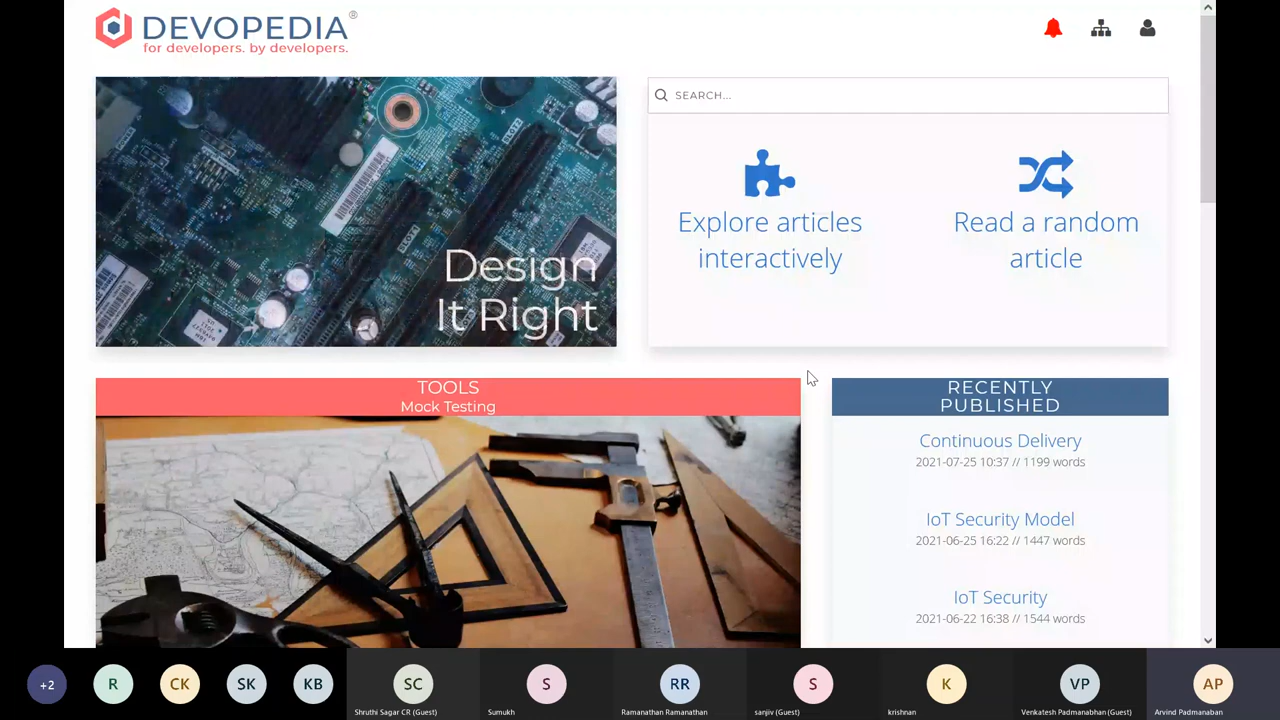 DEVOPEDIA®
for developers. by developers.
SEARCH...
Design
It Right
Explore articles
interactively
Read a random
article
TOOLS
Mock Testing
RECENTLY
PUBLISHED
Continuous Delivery
2021-07-25 10:37 // 1199 words
IoT Security Model
2021-06-25 16:22 // 1447 words
IoT Security
2021-06-22 16:38 // 1544 words
+2
R
CK
SK
KB
SC
S
RR
S
K
VP
AP
Shruthi Sagar CR (Guest)
Sumukh
Ramanathan Ramanathan
sanjiv (Guest)
krishnan
Venkatesh Padmanabhan (Guest)
Arvind Padmanaban